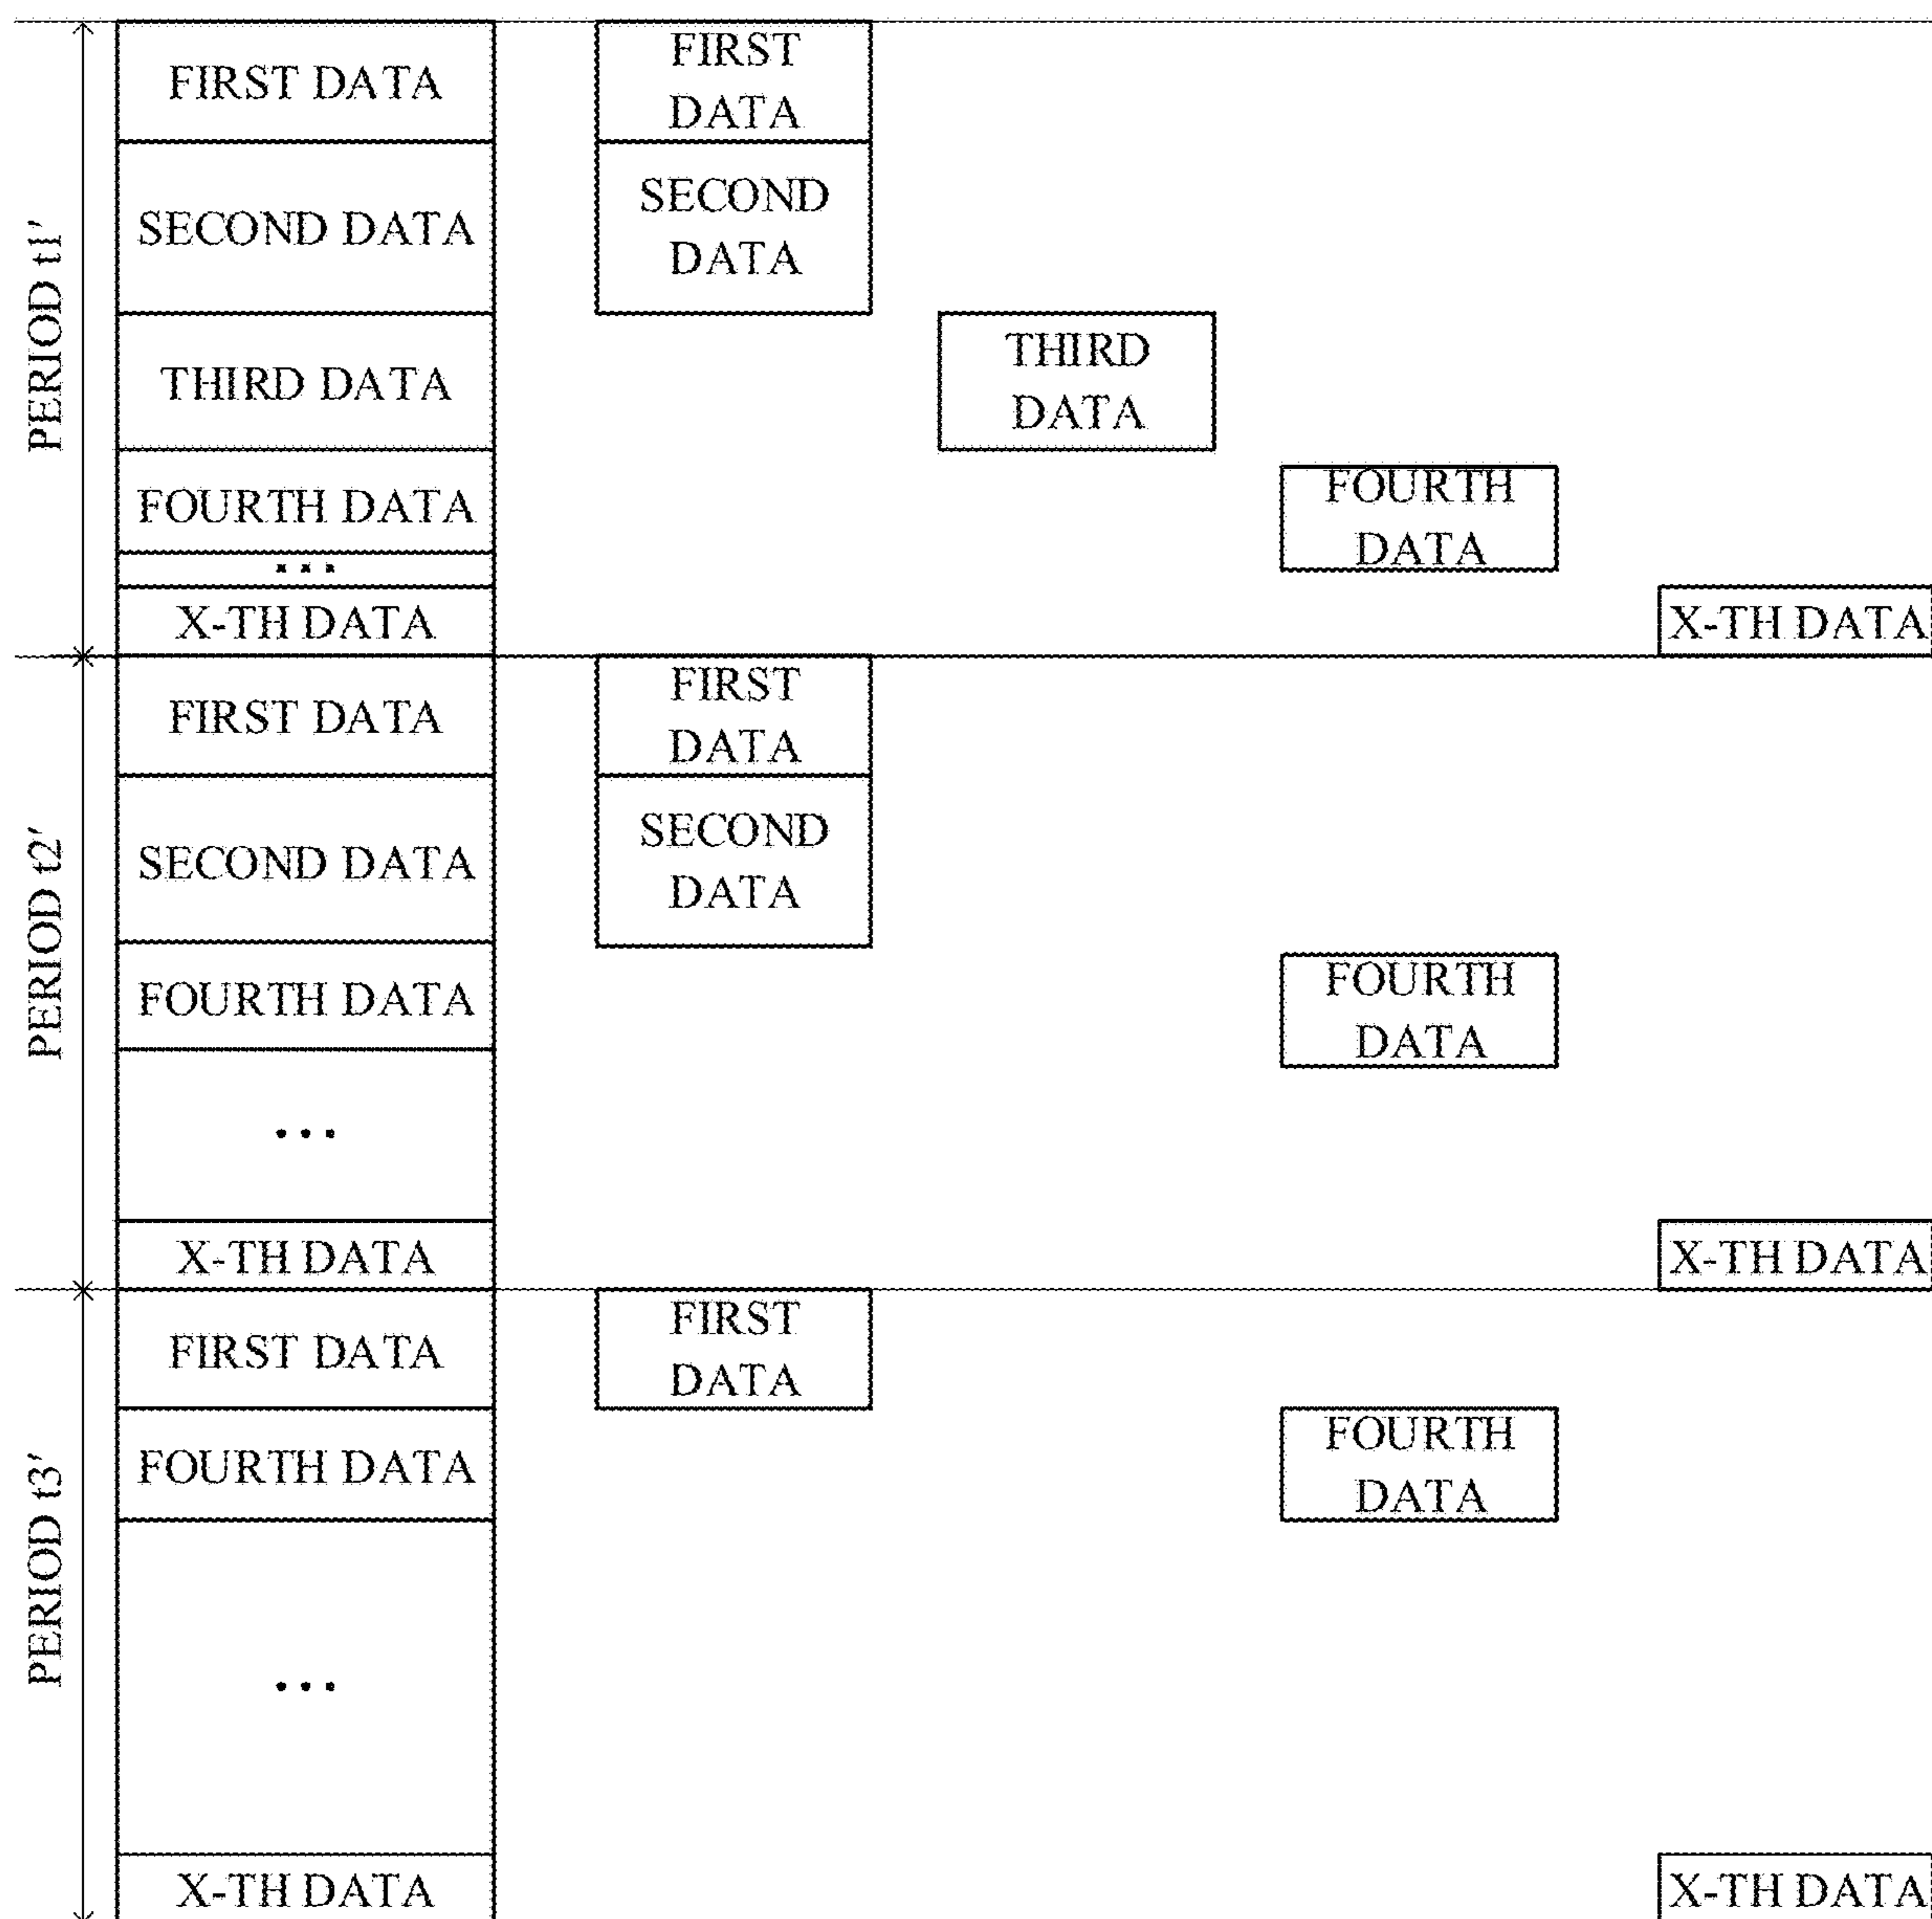 PERIOD t1'
FIRST DATA
SECOND DATA
THIRD DATA
FOURTH DATA
...
X-TH DATA
FIRST
DATA
SECOND
DATA
THIRD
DATA
FOURTH
DATA
X-TH DATA
PERIOD t2'
FIRST DATA
SECOND DATA
FOURTH DATA
...
X-TH DATA
FIRST
DATA
SECOND
DATA
FOURTH
DATA
X-TH DATA
PERIOD t3'
FIRST DATA
FOURTH DATA
...
X-TH DATA
FIRST
DATA
FOURTH
DATA
X-TH DATA